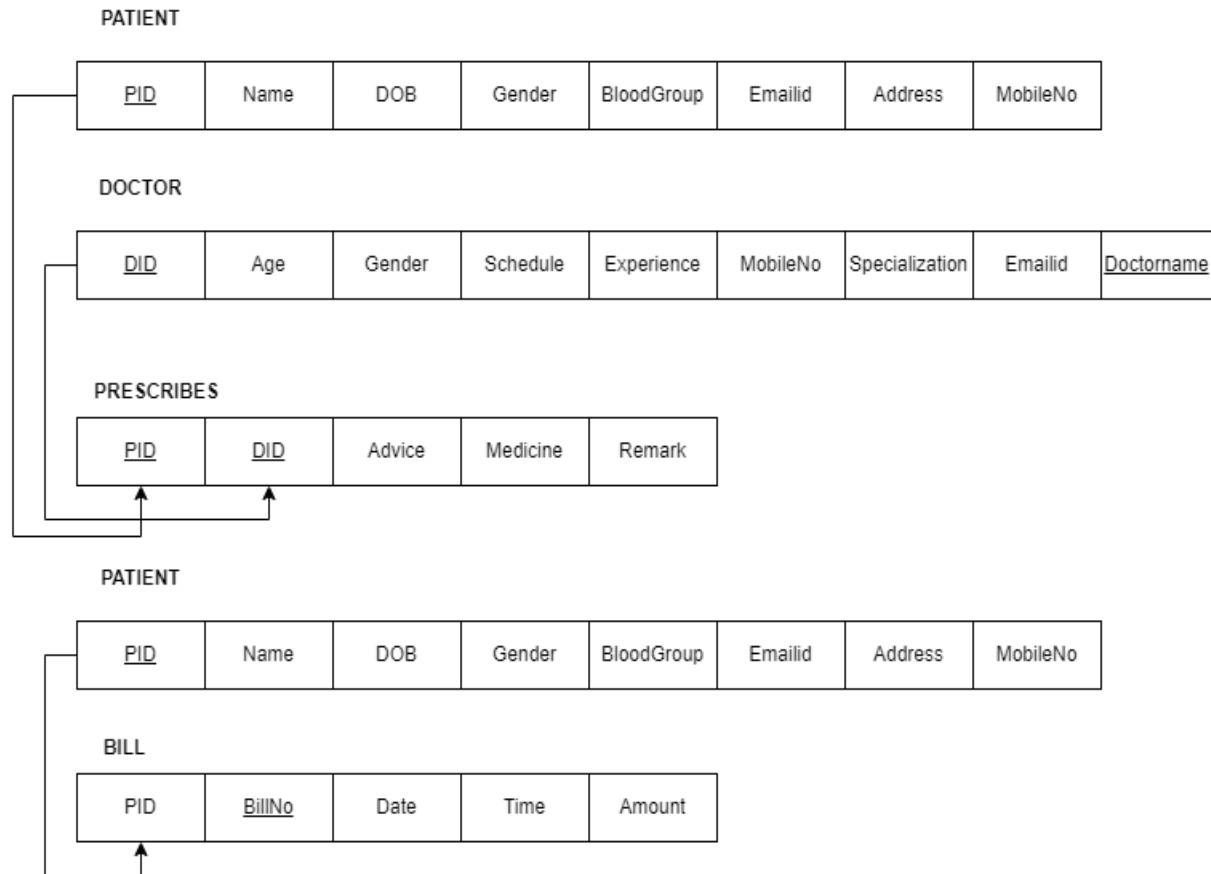 PATIENT
PID Name DOB Gender BloodGroup Emailid Address MobileNo
DOCTOR
DID Age Gender Schedule Experience MobileNo Specialization Emailid Doctorname
PRESCRIBES
PID DID Advice Medicine Remark
PATIENT
PID Name DOB Gender BloodGroup Emailid Address MobileNo
BILL
PID BillNo Date Time Amount